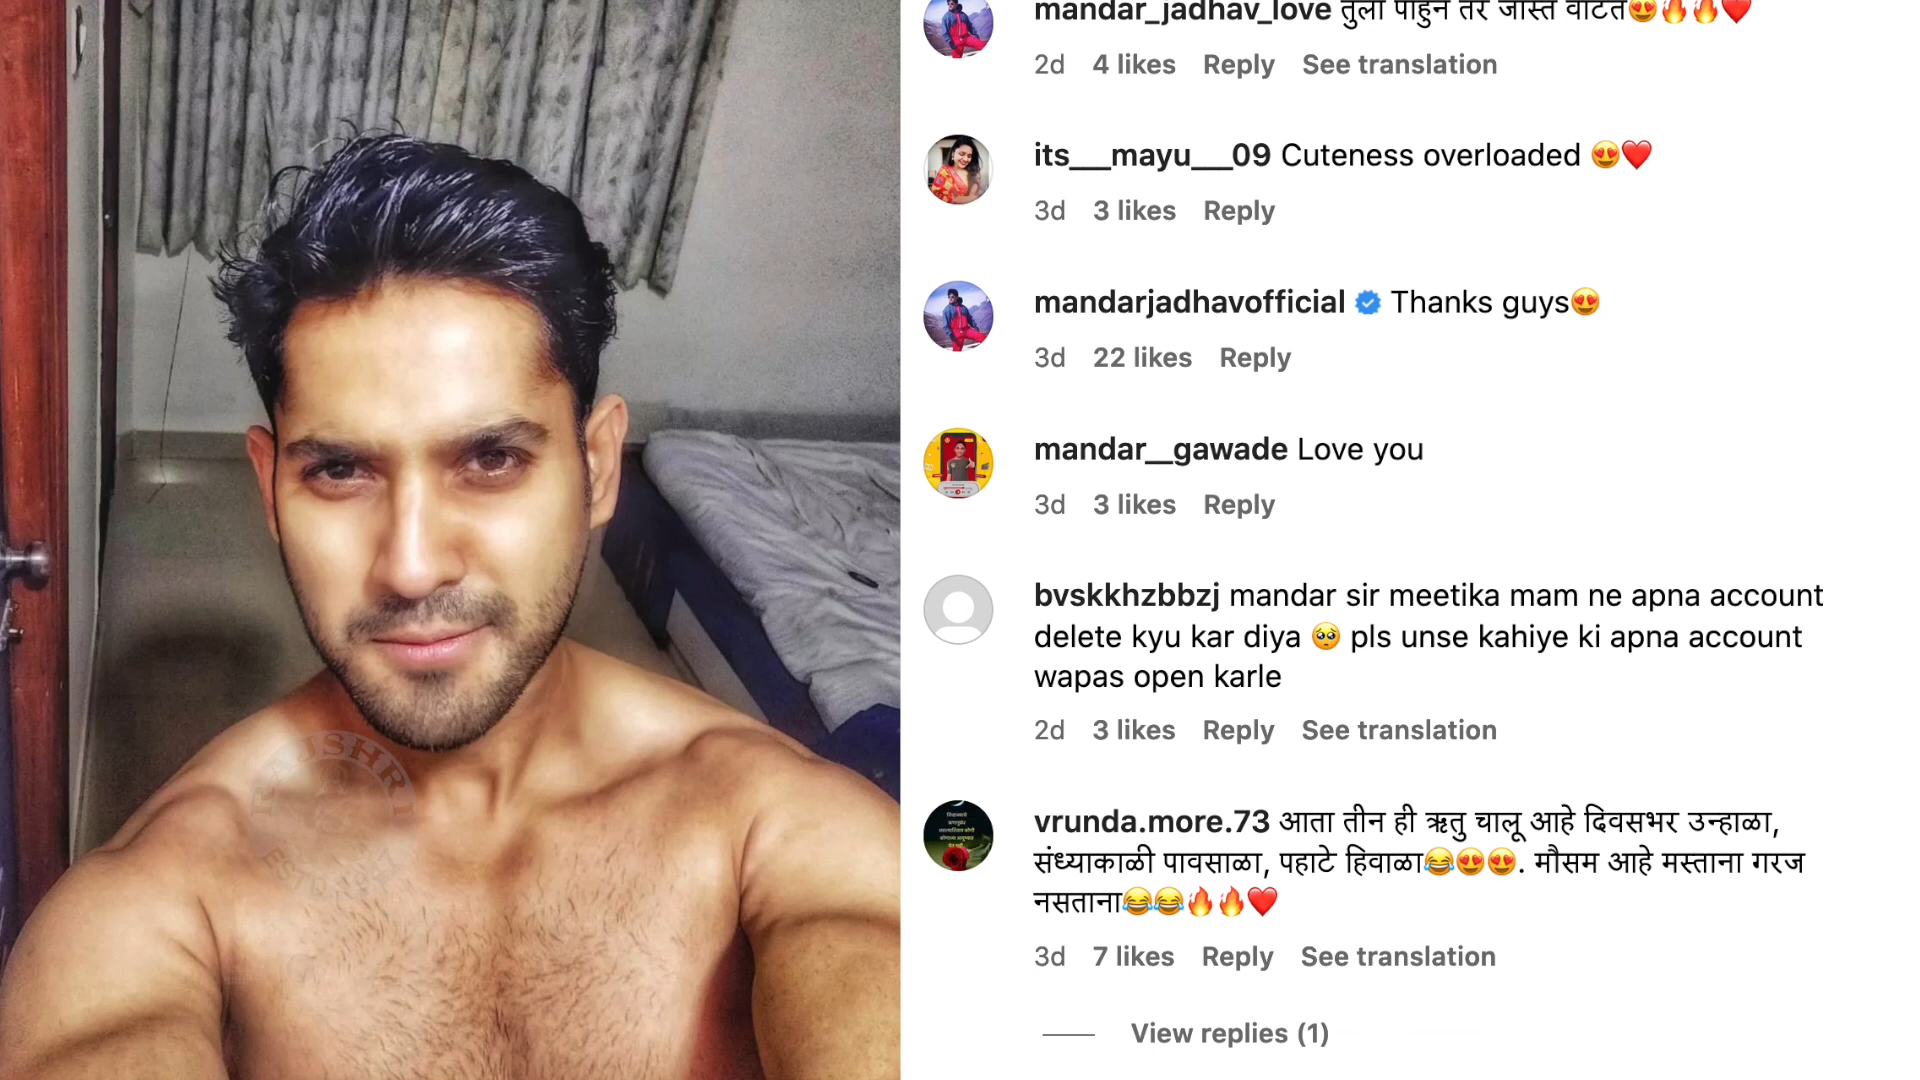 mandar_jadhav_love तुला पाहुन तर जास्त वाटत😍🔥🔥❤️
2d 4 likes Reply See translation
its___mayu___09 Cuteness overloaded 😍❤️
3d 3 likes Reply
mandarjadhavofficial Thanks guys😍
3d 22 likes Reply
mandar__gawade Love you
3d 3 likes Reply
bvskkhzbbzj mandar sir meetika mam ne apna account
delete kyu kar diya 🥺 pls unse kahiye ki apna account
wapas open karle
2d 3 likes Reply See translation
vrunda.more.73 आता तीन ही ऋतु चालू आहे दिवसभर उन्हाळा,
संध्याकाळी पावसाळा, पहाटे हिवाळा😂😍😍. मौसम आहे मस्ताना गरज
नसताना😂😂🔥🔥❤️
3d 7 likes Reply See translation
View replies (1)